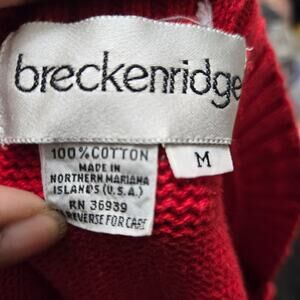 breckenridge
100% COTTON
MADE IN
NORTHERN MARIANA
ISLANDS (U.S.A.)
RN 36939
REVERSE FOR CARE
M